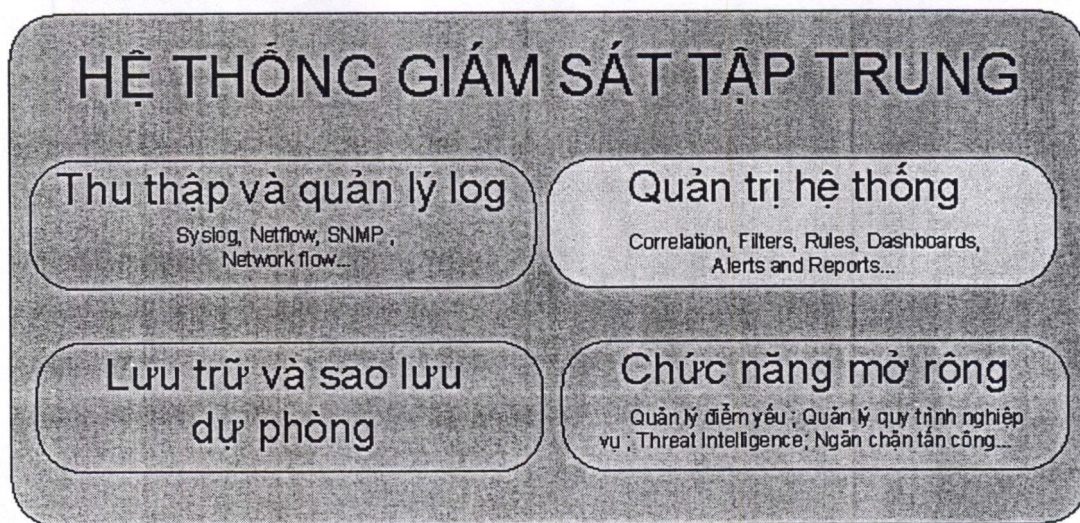 HỆ THỐNG GIÁM SÁT TẬP TRUNG
Thu thập và quản lý log
Syslog, Netflow, SNMP ,
Network flow...
Quản trị hệ thống
Correlation, Filters, Rules, Dashboards,
Alerts and Reports...
Lưu trữ và sao lưu
dự phòng
Chức năng mở rộng
Quản lý điểm yếu ; Quản lý quy trình nghiệp
vụ ; Threat Intelligence; Ngăn chặn tấn công...